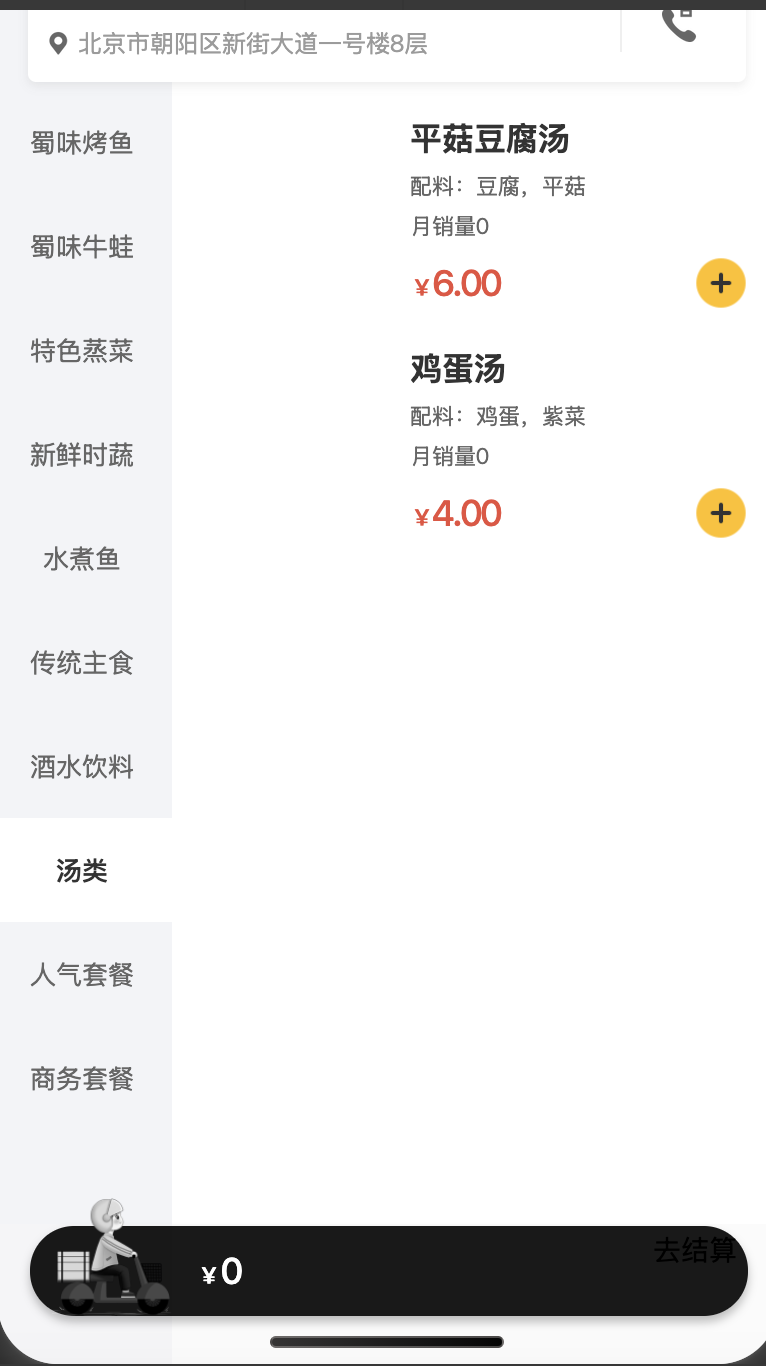 北京市朝阳区新街大道一号楼8层
蜀味烤鱼
蜀味牛蛙
特色蒸菜
新鲜时蔬
水煮鱼
传统主食
酒水饮料
汤类
人气套餐
商务套餐
平菇豆腐汤
配料：豆腐，平菇
月销量0
¥6.00
鸡蛋汤
配料：鸡蛋，紫菜
月销量0
¥4.00
¥0
去结算